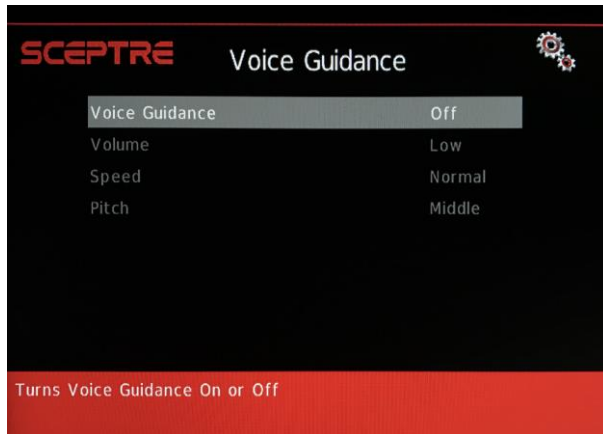 SCEPTRE
Voice Guidance
Voice Guidance Off
Volume Low
Speed Normal
Pitch Middle
Turns Voice Guidance On or Off